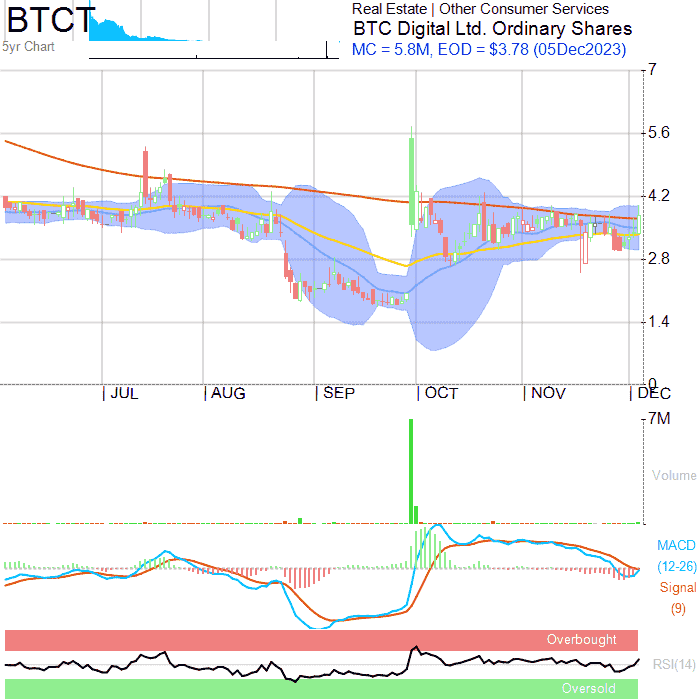 BTCT
5yr Chart
Real Estate | Other Consumer Services
BTC Digital Ltd. Ordinary Shares
MC = 5.8M, EOD = $3.78 (05Dec2023)
7
5.6
4.2
2.8
1.4
0
JUL AUG SEP OCT NOV DEC
7M
Volume
MACD
(12-26)
Signal
(9)
Overbought
RSI(14)
Oversold